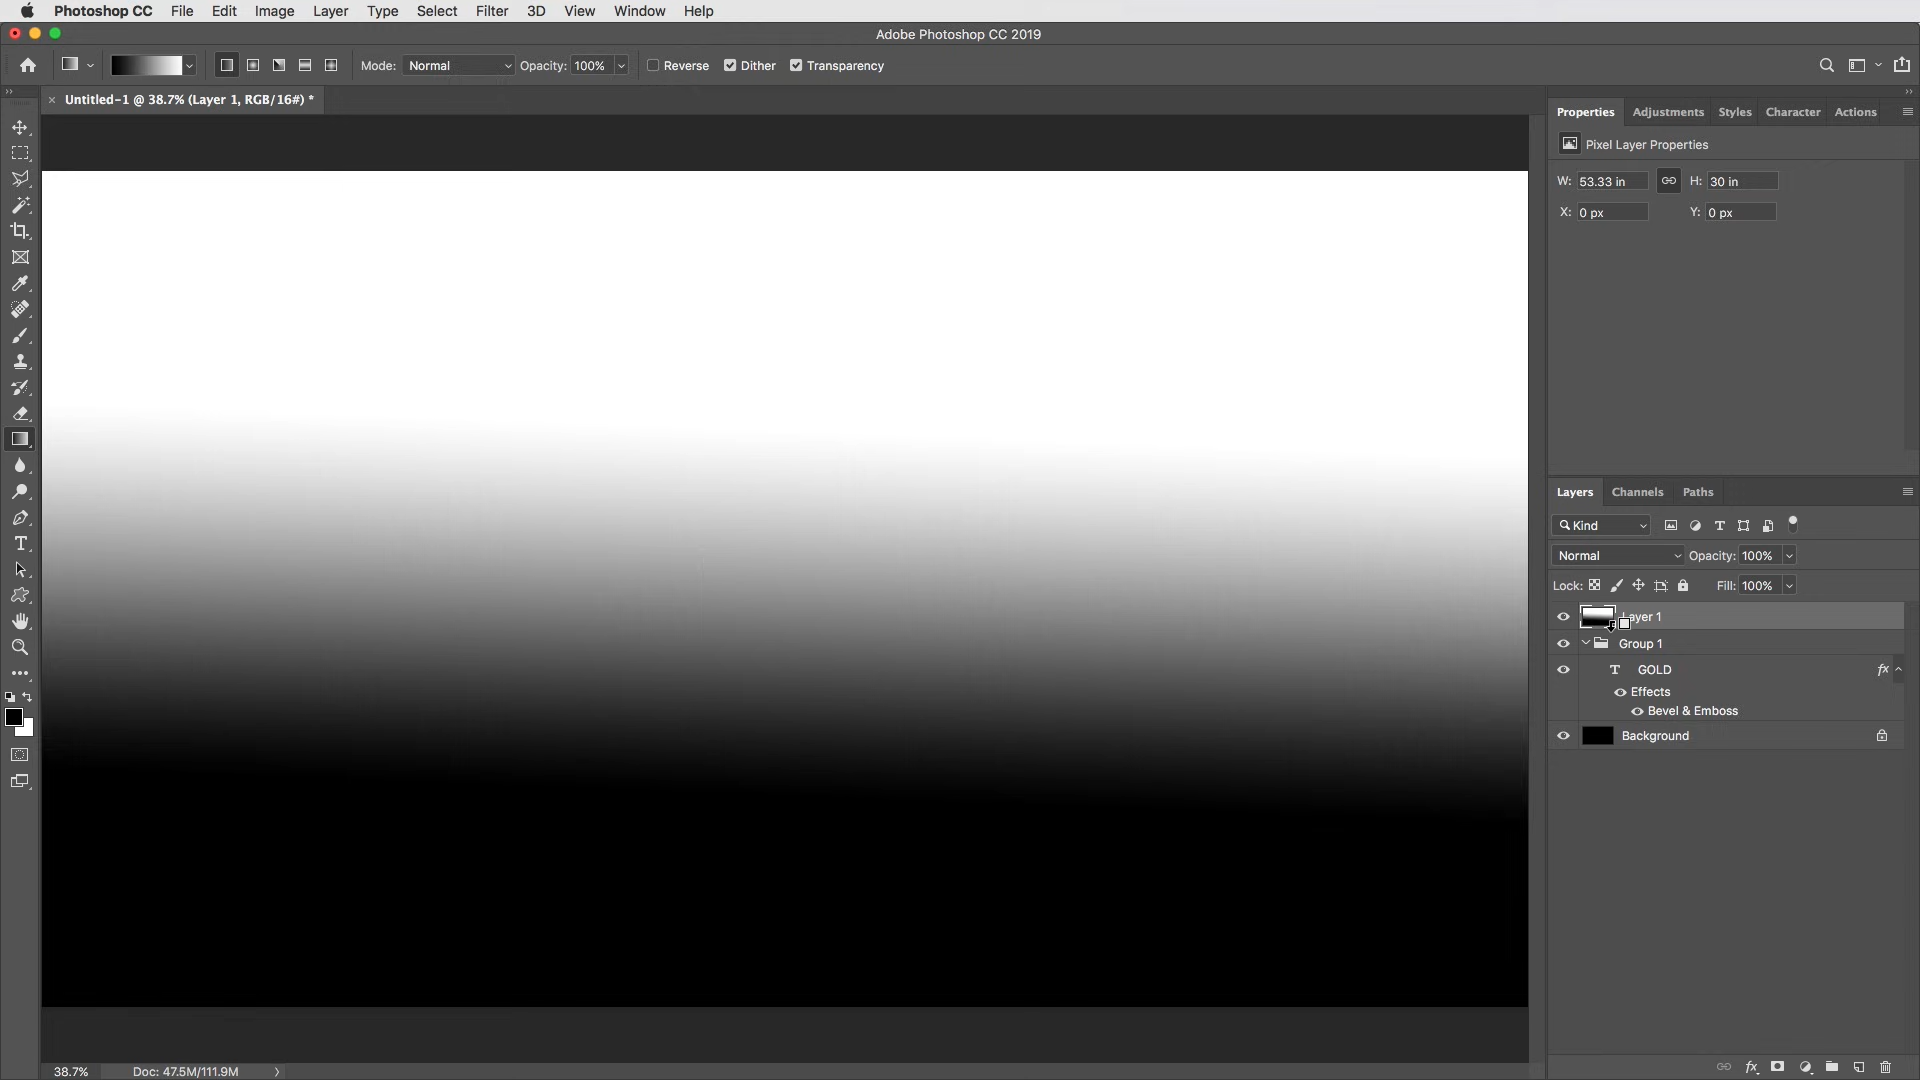 Photoshop CC File Edit Image Layer Type Select Filter 3D View Window Help
Adobe Photoshop CC 2019
Mode: Normal Opacity: 100% Reverse Dither Transparency
× Untitled-1 @ 38.7% (Layer 1, RGB/16#) *
Properties Adjustments Styles Character Actions
Pixel Layer Properties
W: 53.33 in H: 30 in
X: 0 px Y: 0 px
Layers Channels Paths
Kind
Normal Opacity: 100%
Lock: Fill: 100%
Layer 1
Group 1
T GOLD fx
Effects
Bevel & Emboss
Background
38.7% Doc: 47.5M/111.9M
fx